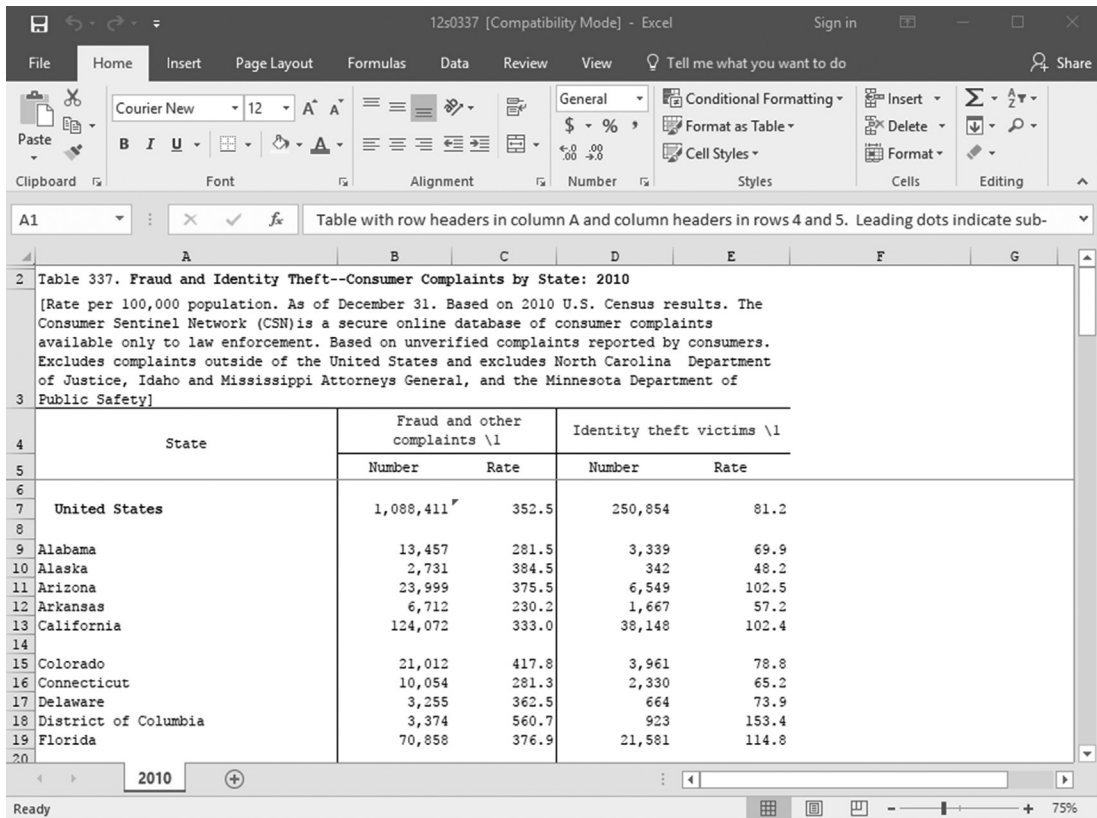 12s0337 [Compatibility Mode] - Excel
Sign in
File Home Insert Page Layout Formulas Data Review View Tell me what you want to do Share
Paste
Courier New 12 A A
B I U A
General
$ % ,
.00 .0
Conditional Formatting
Format as Table
Cell Styles
Insert
Delete
Format
Σ
Clipboard Font Alignment Number Styles Cells Editing
A1 fx Table with row headers in column A and column headers in rows 4 and 5. Leading dots indicate sub-
A B C D E F G
2 Table 337. Fraud and Identity Theft--Consumer Complaints by State: 2010
[Rate per 100,000 population. As of December 31. Based on 2010 U.S. Census results. The
Consumer Sentinel Network (CSN)is a secure online database of consumer complaints
available only to law enforcement. Based on unverified complaints reported by consumers.
Excludes complaints outside of the United States and excludes North Carolina Department
of Justice, Idaho and Mississippi Attorneys General, and the Minnesota Department of
3 Public Safety]
Fraud and other
complaints \1
Identity theft victims \1
4 State
5 Number Rate Number Rate
6
7 United States 1,088,411 352.5 250,854 81.2
8
9 Alabama 13,457 281.5 3,339 69.9
10 Alaska 2,731 384.5 342 48.2
11 Arizona 23,999 375.5 6,549 102.5
12 Arkansas 6,712 230.2 1,667 57.2
13 California 124,072 333.0 38,148 102.4
14
15 Colorado 21,012 417.8 3,961 78.8
16 Connecticut 10,054 281.3 2,330 65.2
17 Delaware 3,255 362.5 664 73.9
18 District of Columbia 3,374 560.7 923 153.4
19 Florida 70,858 376.9 21,581 114.8
20
2010
Ready 75%